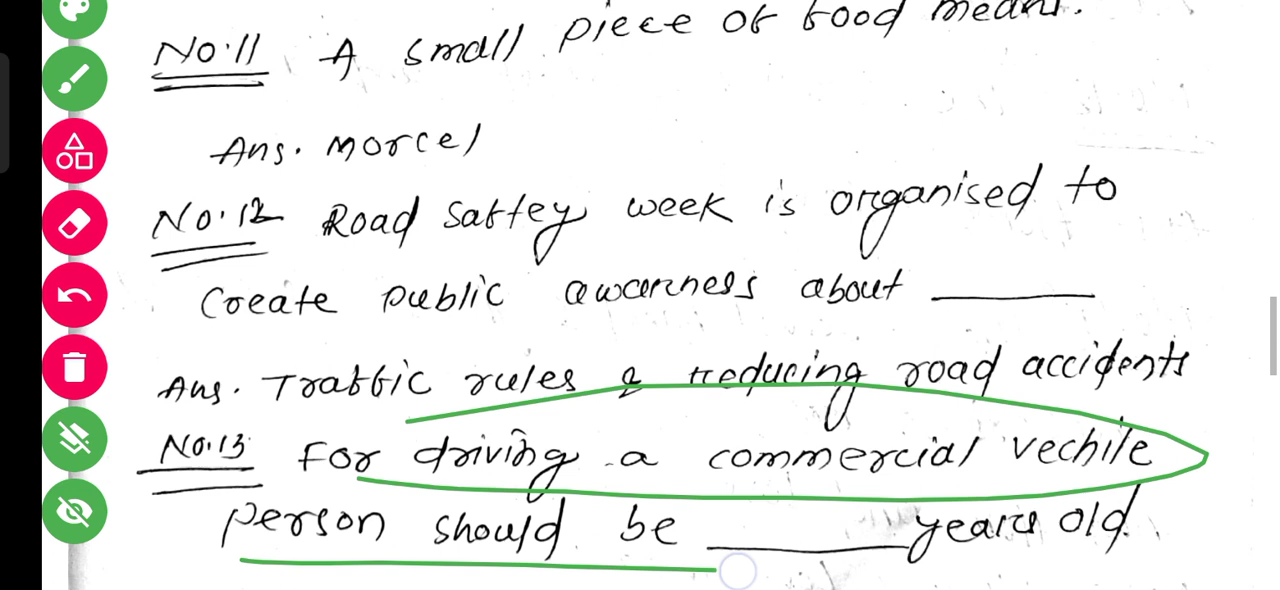 No.11 A small piece of food means.
Ans. Morcel
No.12 Road saftey week is organised to
Create public awarness about ______
Ans. Traffic rules & reducing road accidents
No.13 For driving a commercial vechile
person should be ______ years old.